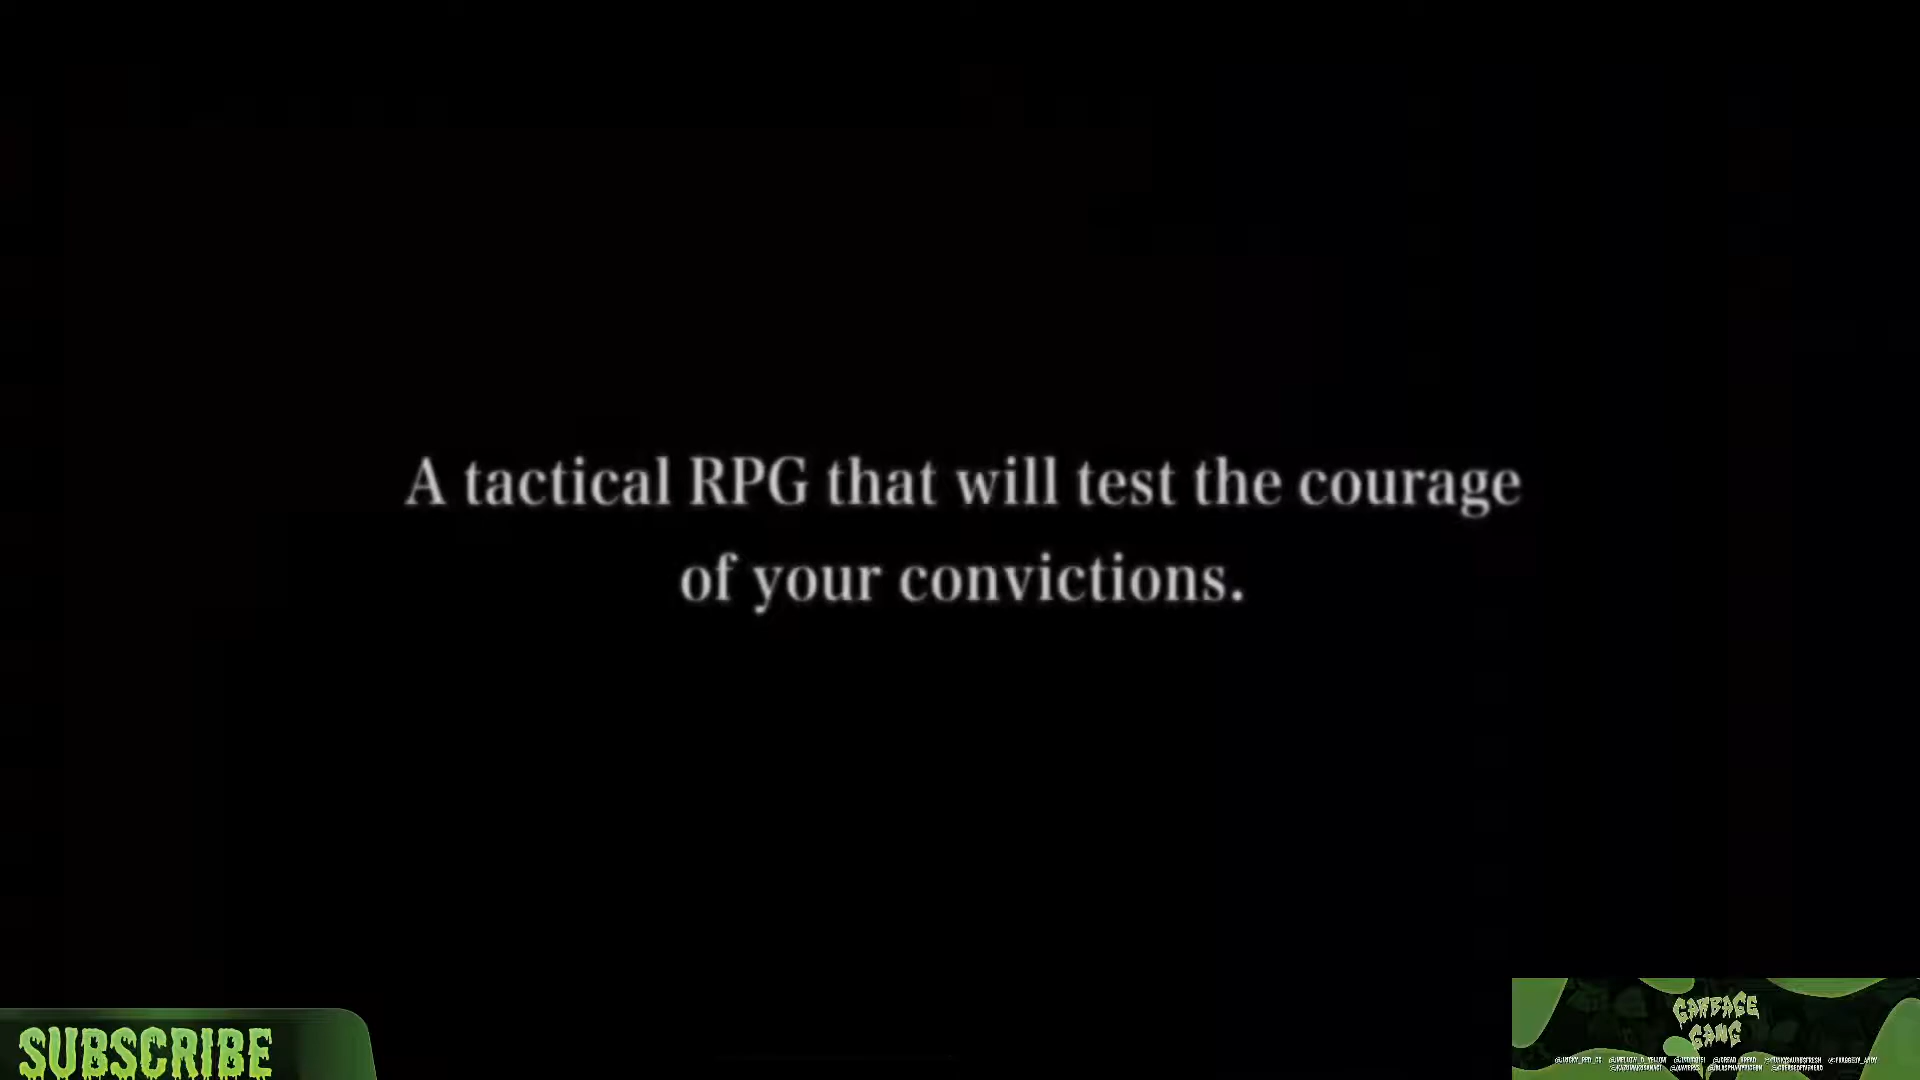 A tactical RPG that will test the courage
of your convictions.
SUBSCRIBE
GARBAGE
GANG